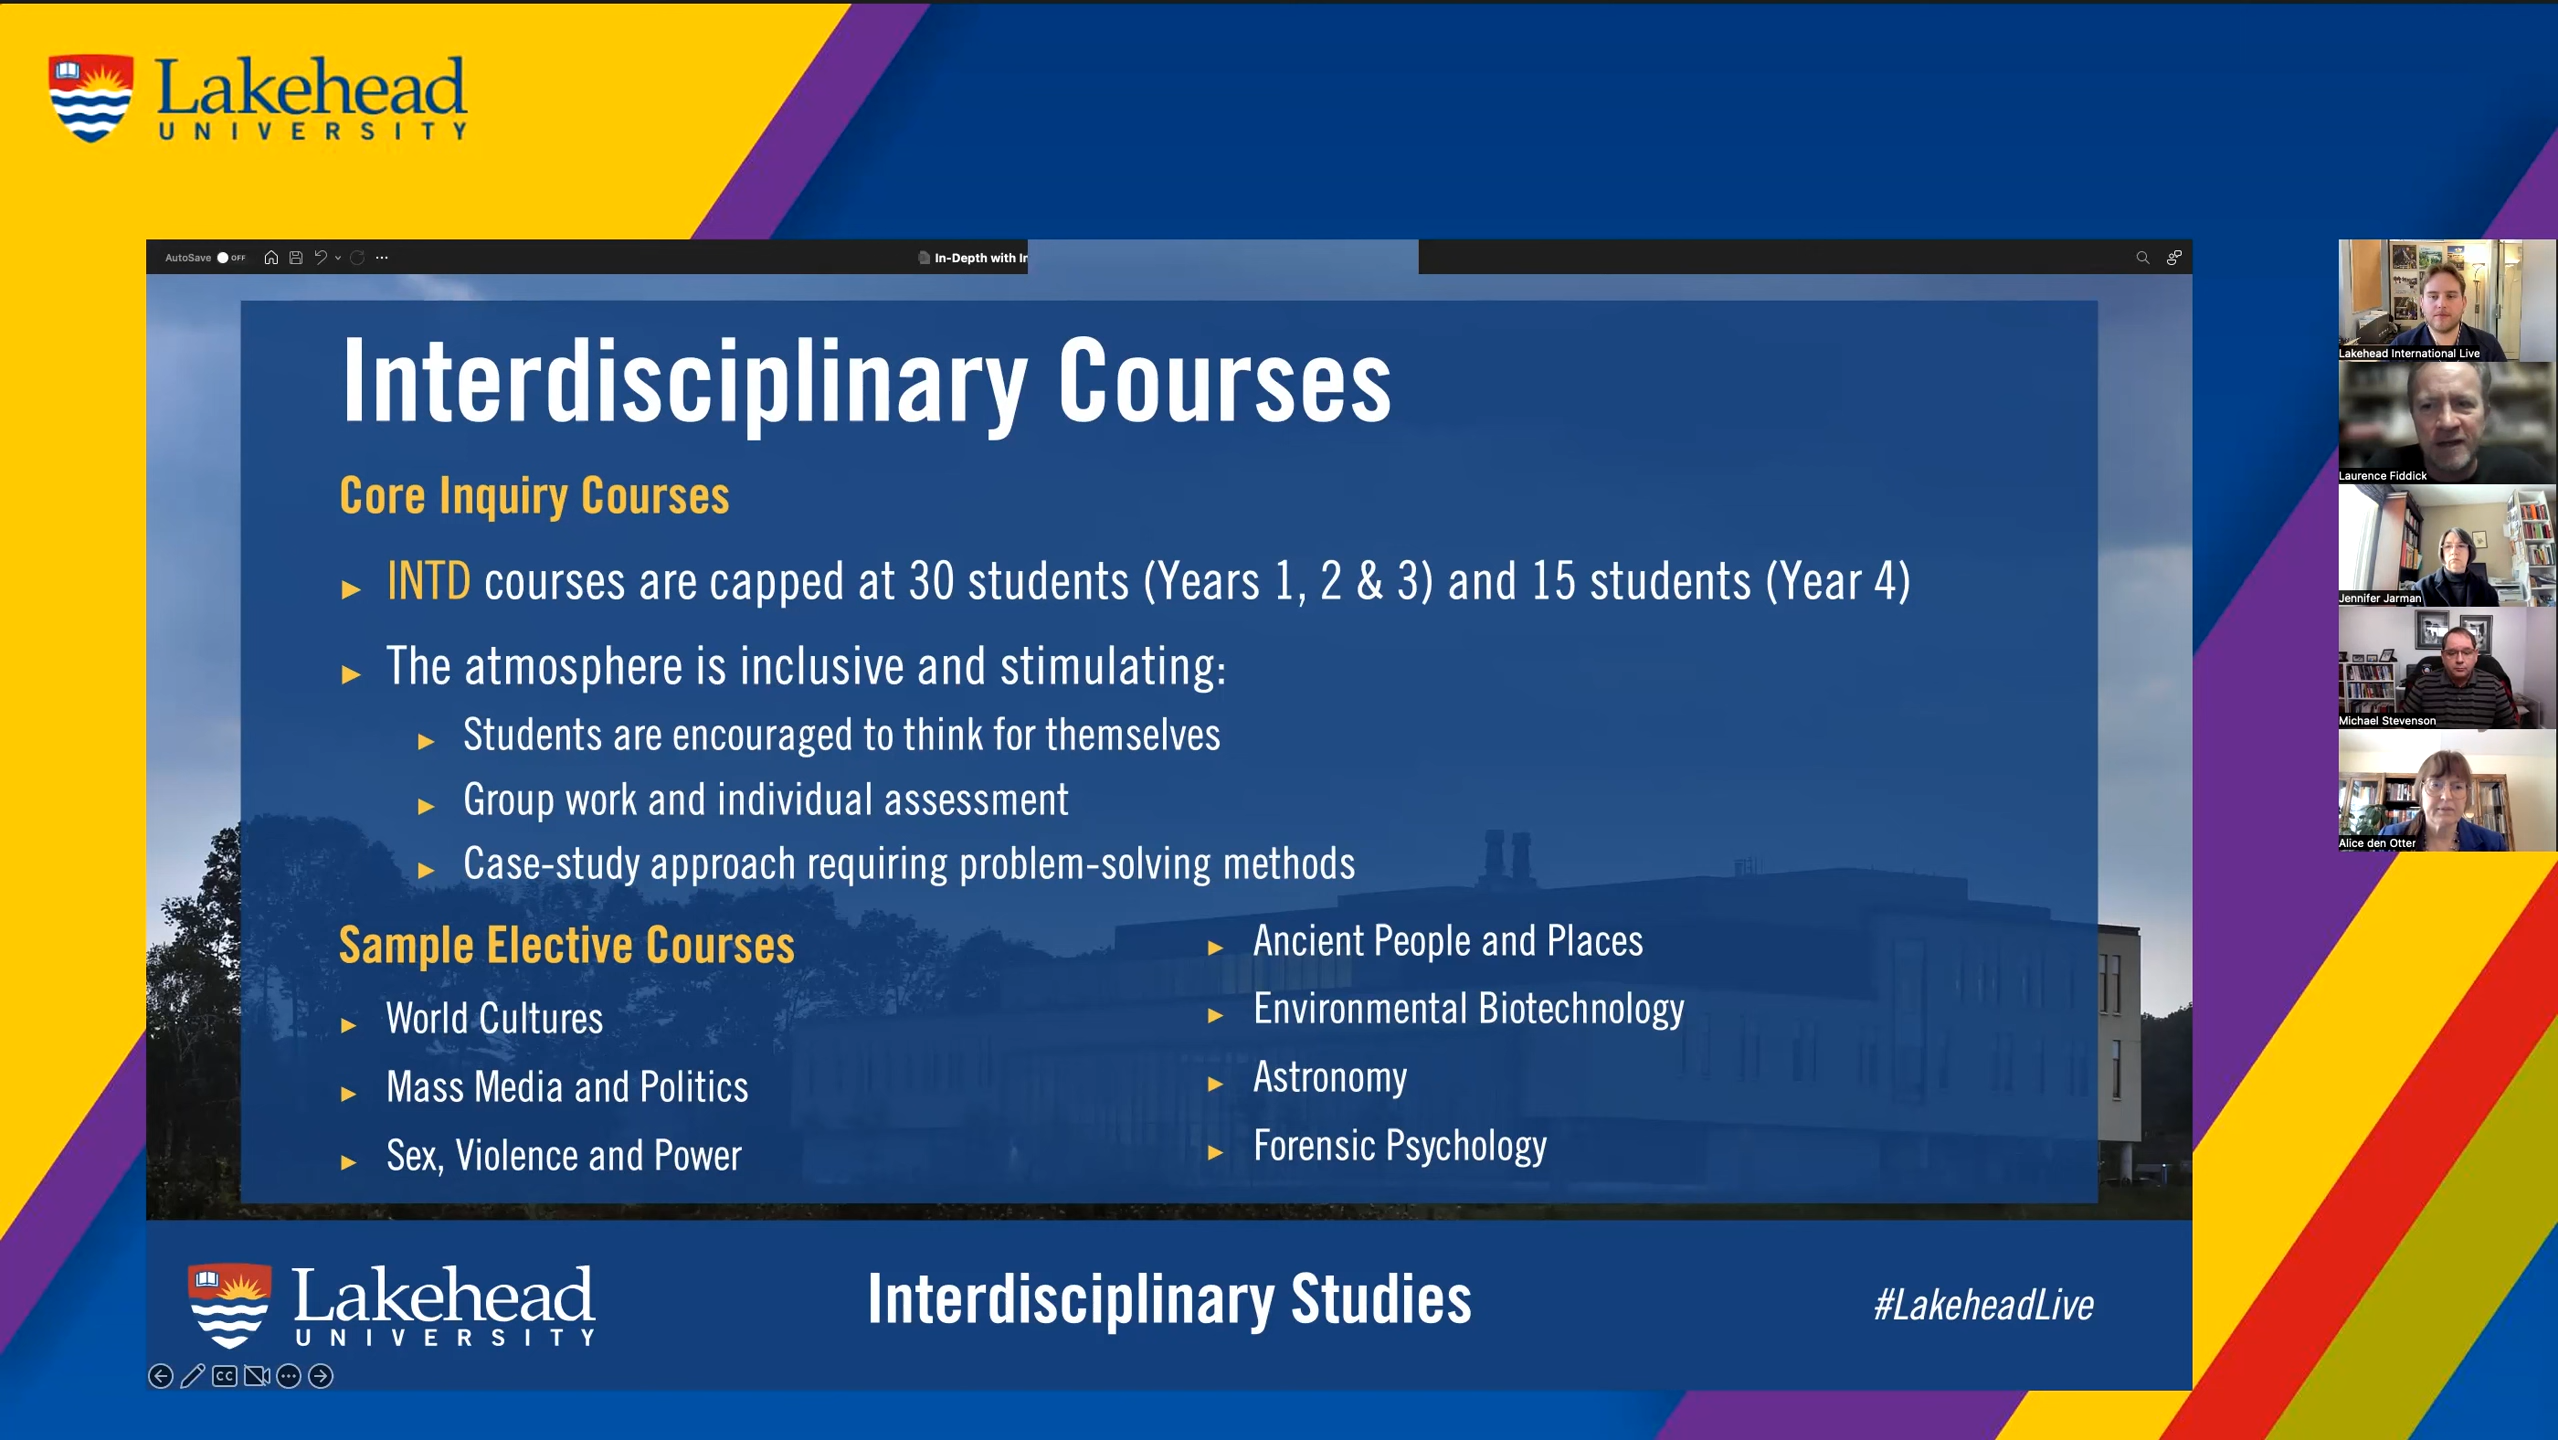 Lakehead
UNIVERSITY
AutoSave OFF
In-Depth with In
Interdisciplinary Courses
Core Inquiry Courses
INTD courses are capped at 30 students (Years 1, 2 & 3) and 15 students (Year 4)
The atmosphere is inclusive and stimulating:
Students are encouraged to think for themselves
Group work and individual assessment
Case-study approach requiring problem-solving methods
Sample Elective Courses
World Cultures
Mass Media and Politics
Sex, Violence and Power
Ancient People and Places
Environmental Biotechnology
Astronomy
Forensic Psychology
Lakehead
UNIVERSITY
Interdisciplinary Studies
#LakeheadLive
CC
Lakehead International Live
Laurence Fiddick
Jennifer Jarman
Michael Stevenson
Alice den Otter